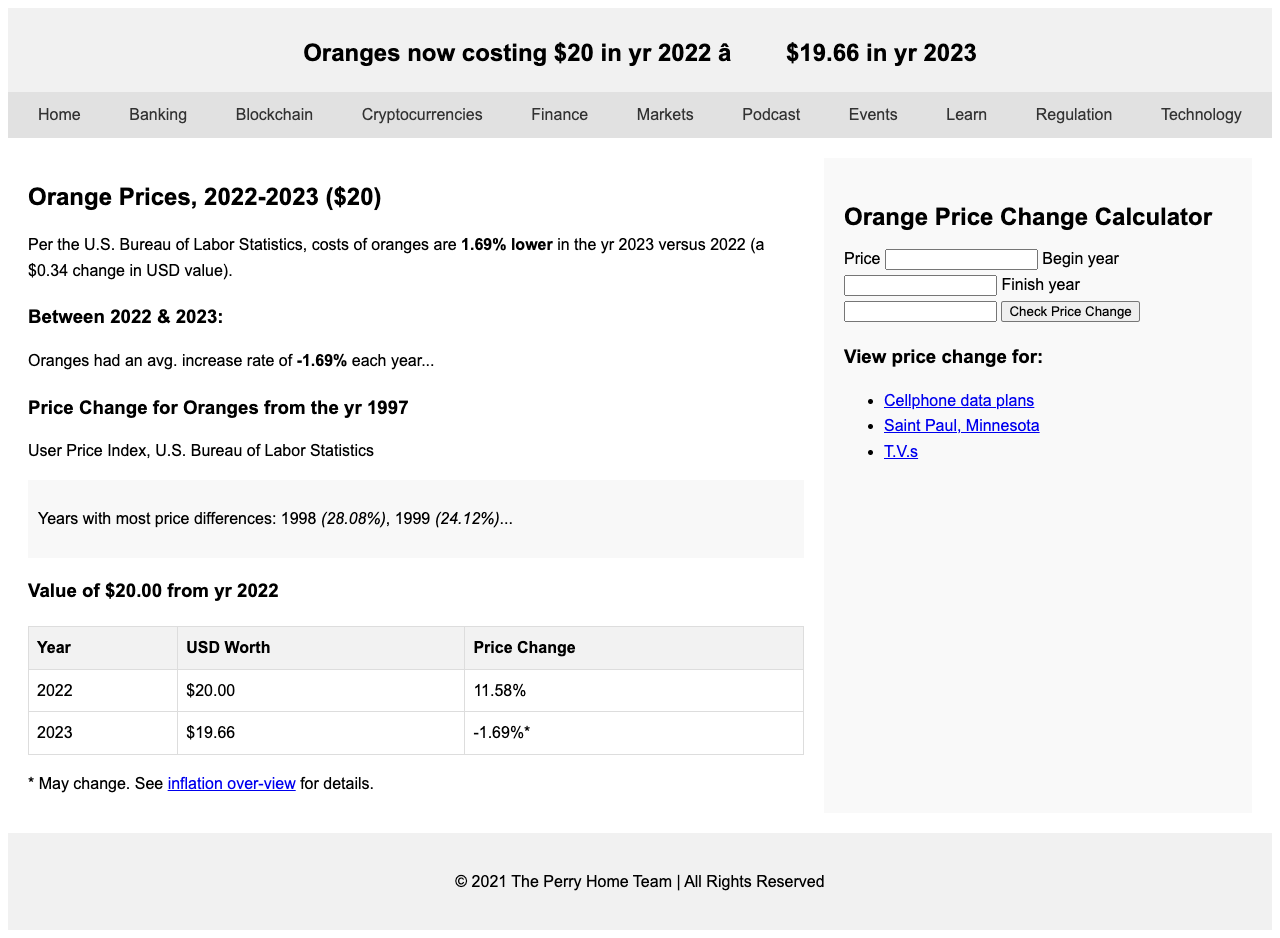 Oranges now costing $20 in yr 2022 â $19.66 in yr 2023
Home Banking Blockchain Cryptocurrencies Finance Markets Podcast Events Learn Regulation Technology
Orange Prices, 2022-2023 ($20)
Per the U.S. Bureau of Labor Statistics, costs of oranges are 1.69% lower in the yr 2023 versus 2022 (a
$0.34 change in USD value).
Between 2022 & 2023:
Oranges had an avg. increase rate of -1.69% each year...
Price Change for Oranges from the yr 1997
User Price Index, U.S. Bureau of Labor Statistics
Years with most price differences: 1998 (28.08%), 1999 (24.12%)...
Value of $20.00 from yr 2022
Year USD Worth Price Change
2022 $20.00 11.58%
2023 $19.66 -1.69%*
* May change. See inflation over-view for details.
Orange Price Change Calculator
Price Begin year
Finish year
Check Price Change
View price change for:
• Cellphone data plans
• Saint Paul, Minnesota
• T.V.s
© 2021 The Perry Home Team | All Rights Reserved